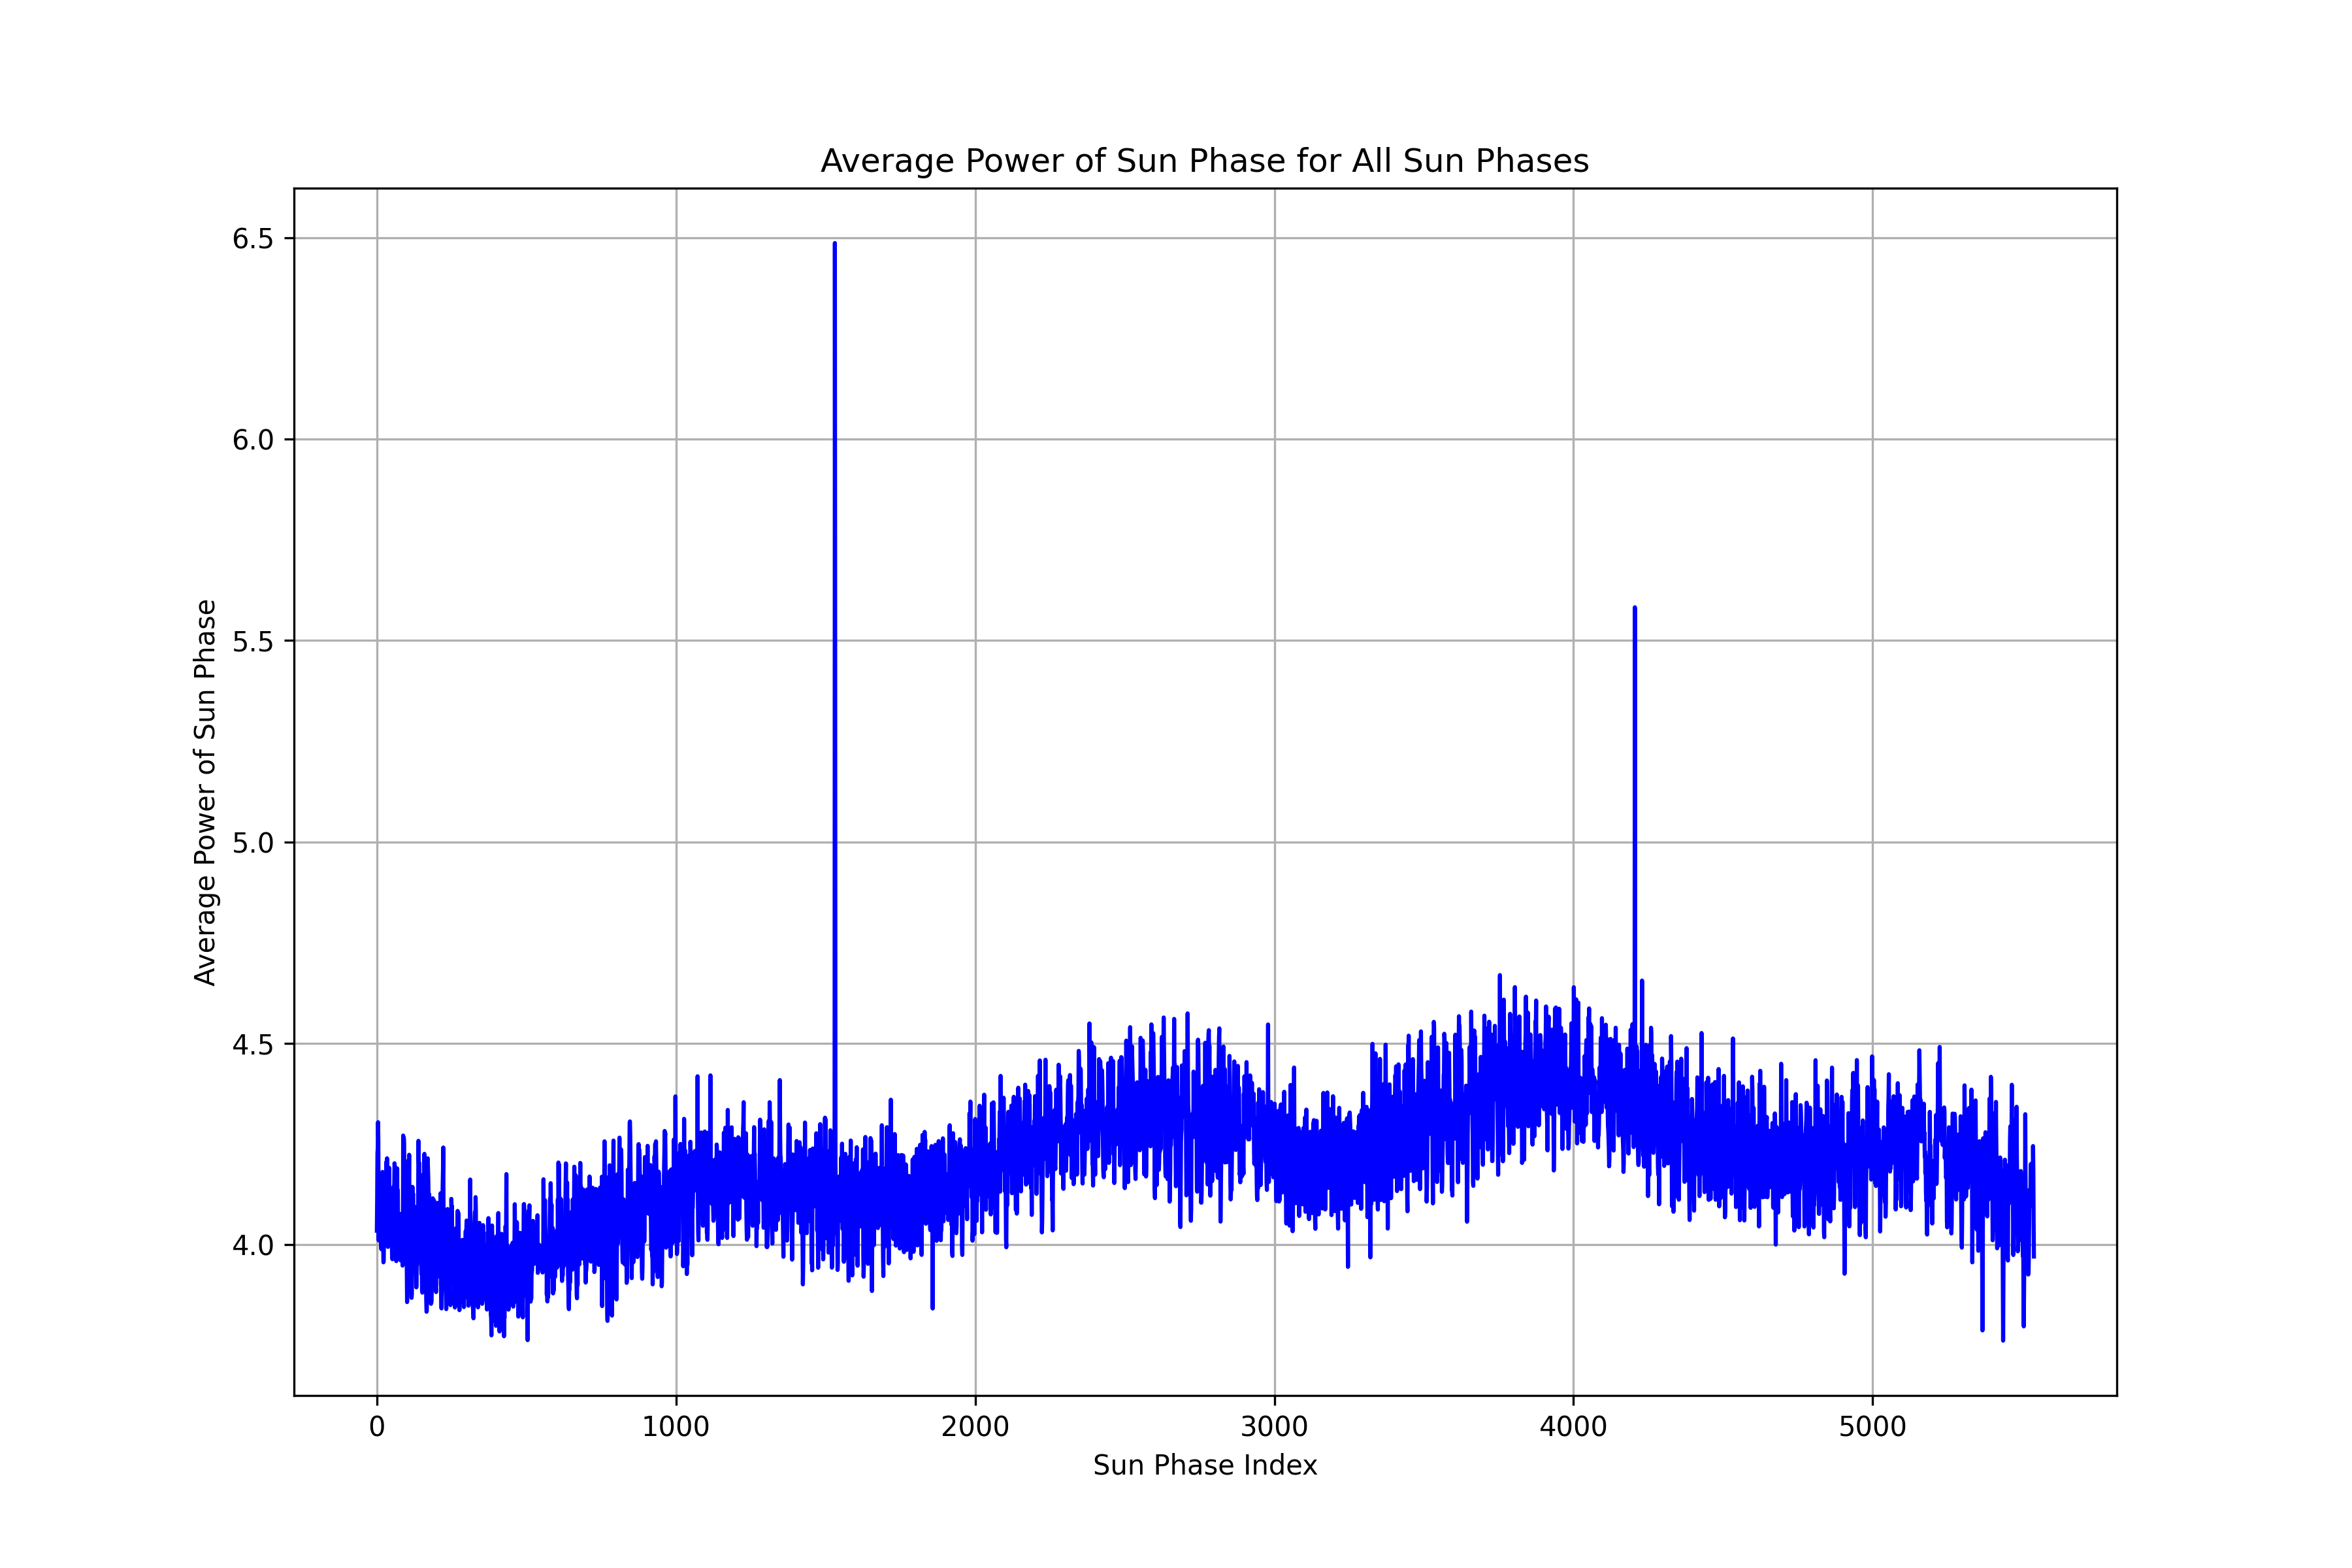 Average Power of Sun Phase for All Sun Phases
6.5
6.0
5.5
5.0
4.5
4.0
Average Power of Sun Phase
0 1000 2000 3000 4000 5000
Sun Phase Index